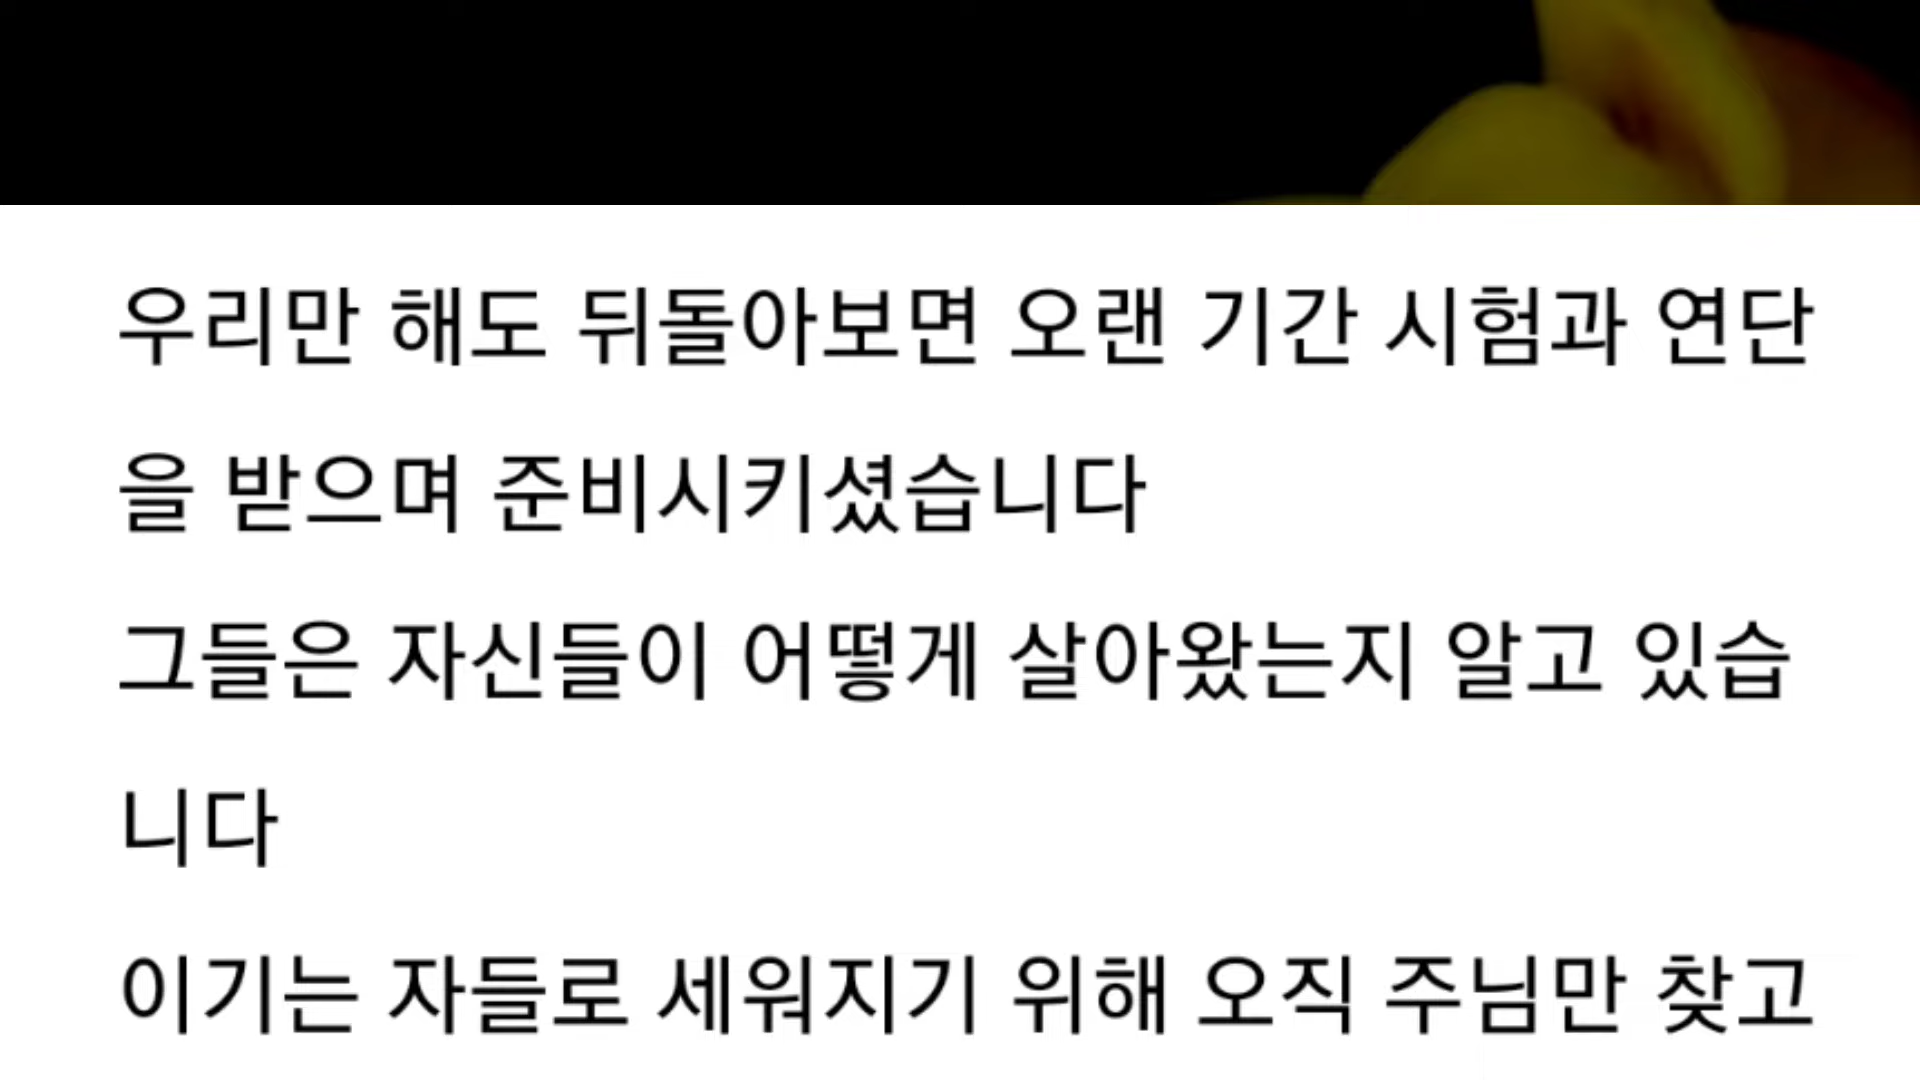 우리만 해도 뒤돌아보면 오랜 기간 시험과 연단
을 받으며 준비시키셨습니다
그들은 자신들이 어떻게 살아왔는지 알고 있습
니다
이기는 자들로 세워지기 위해 오직 주님만 찾고